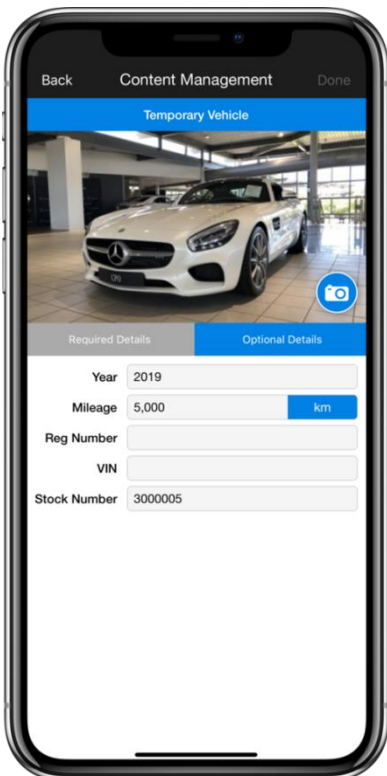 Back Content Management Done
Temporary Vehicle
Required Details Optional Details
Year 2019
Mileage 5,000 km
Reg Number
VIN
Stock Number 3000005